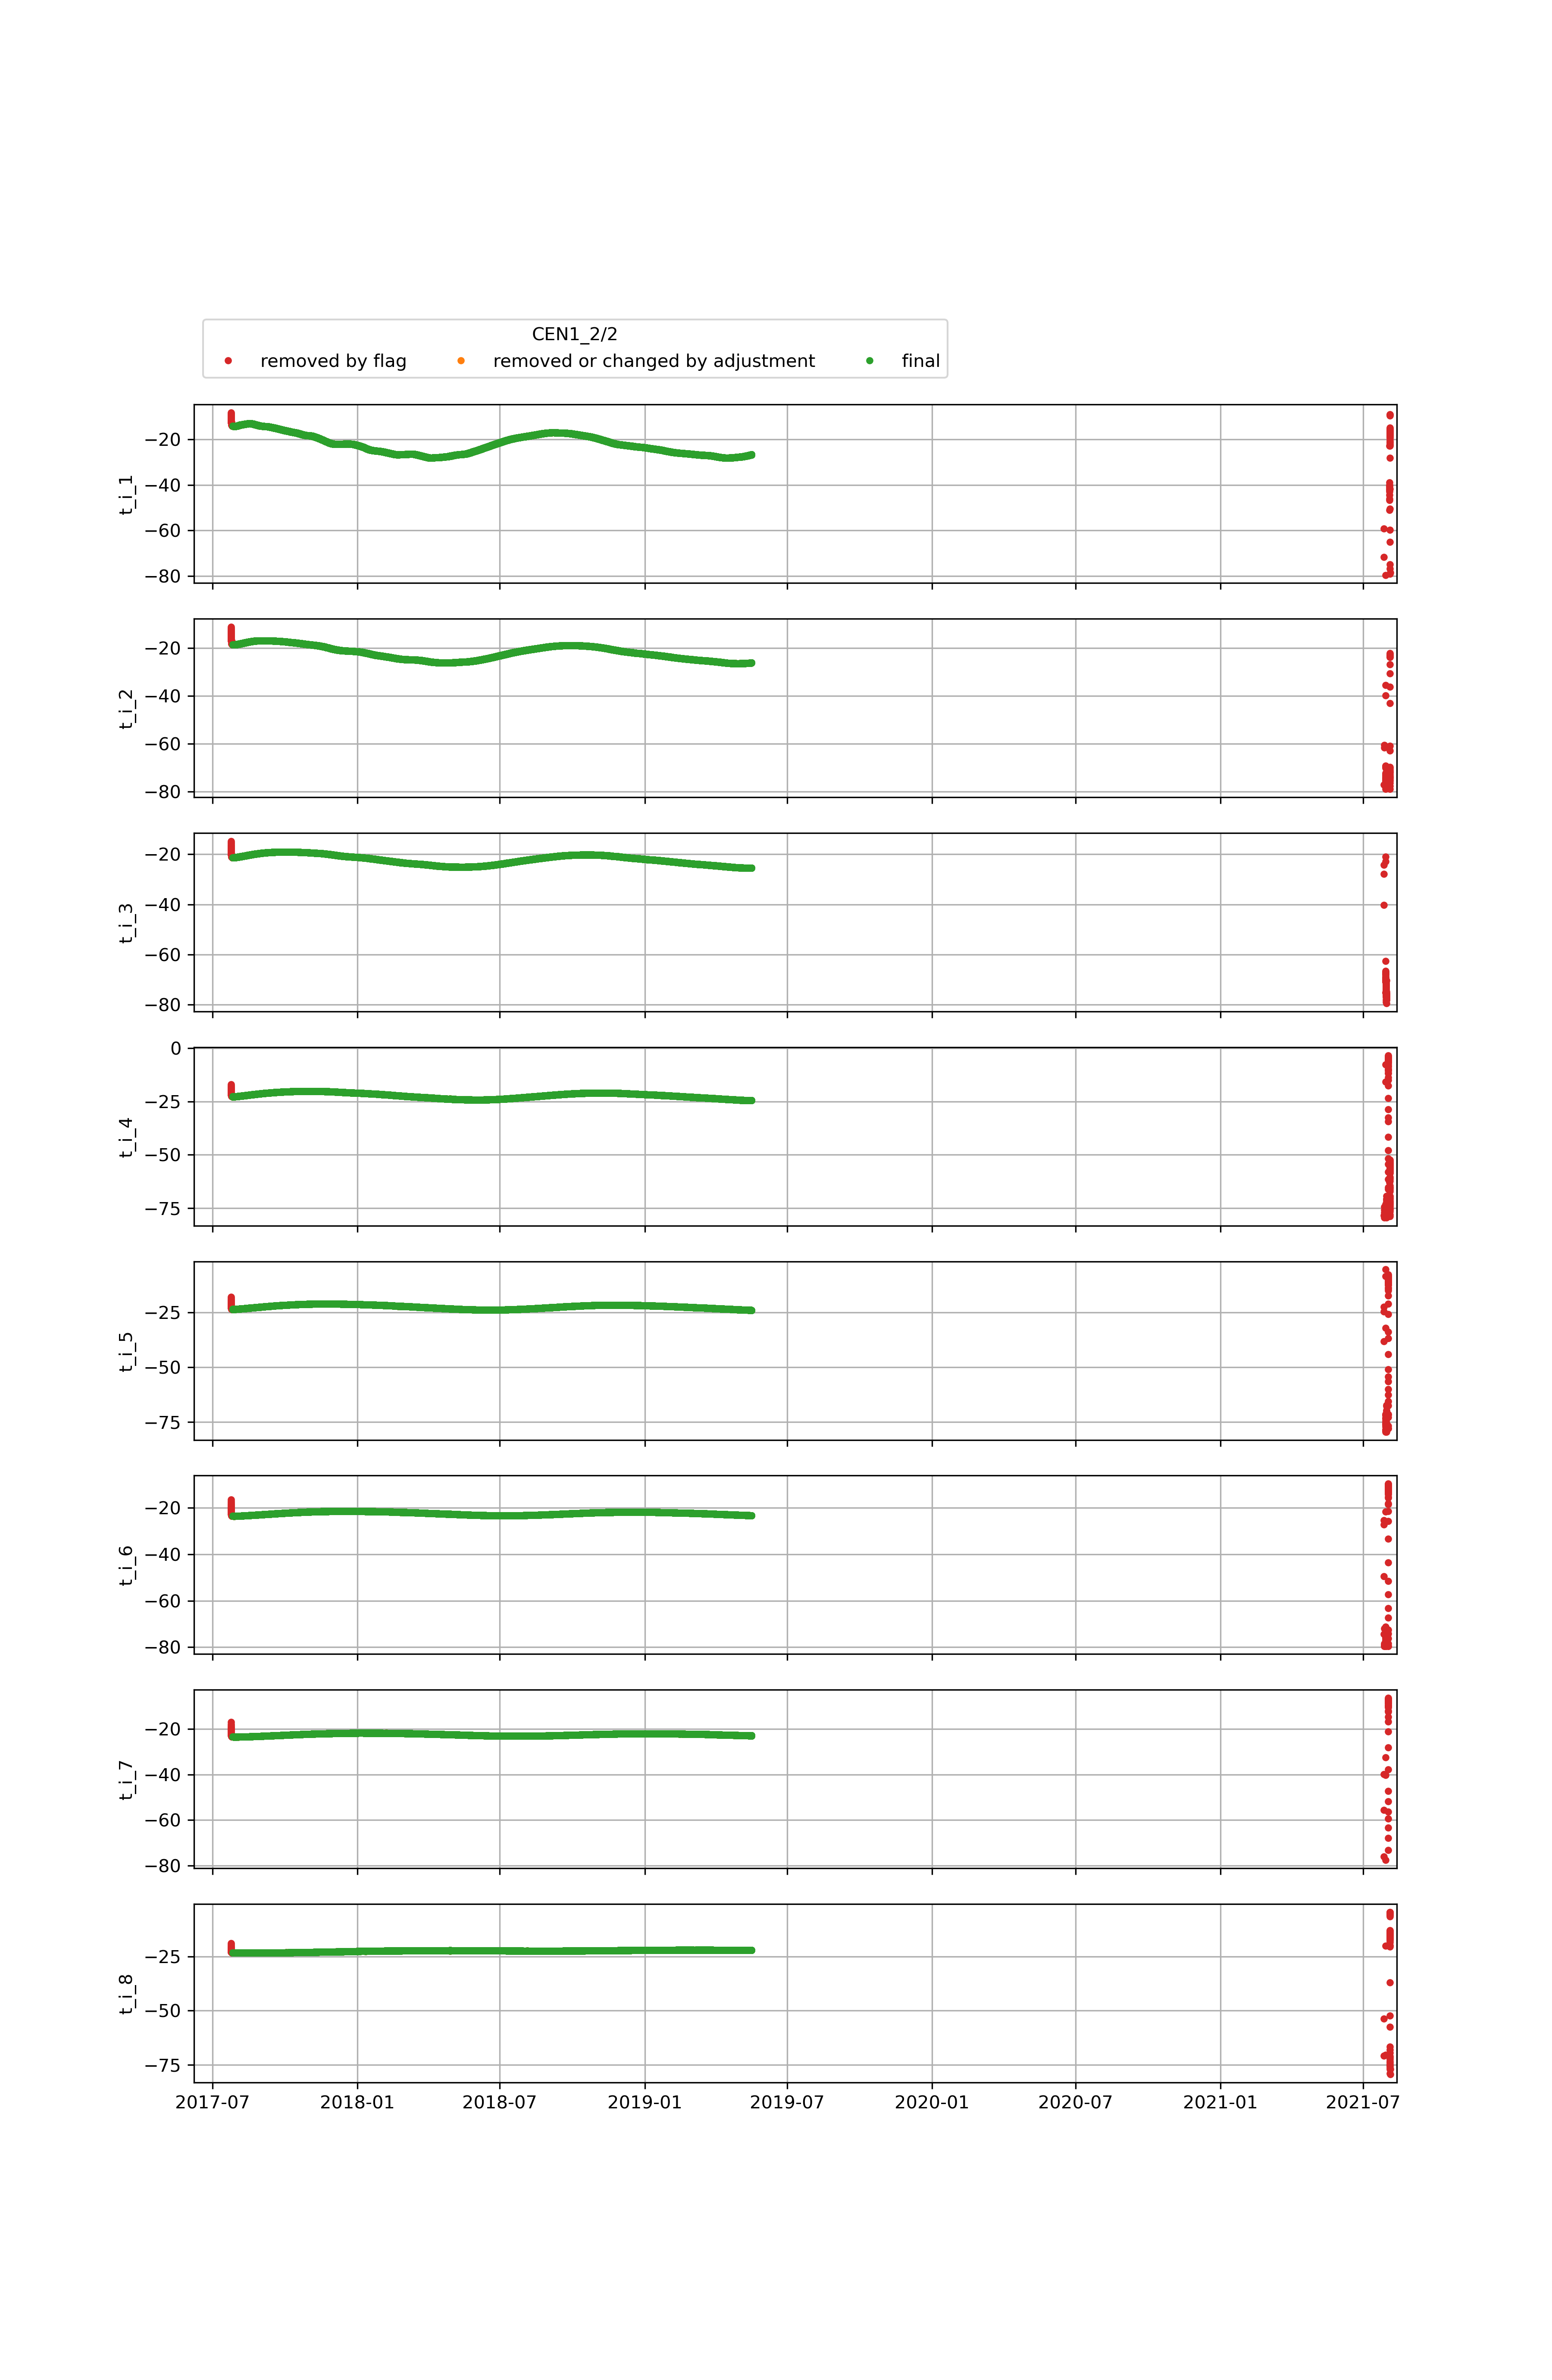 CEN1_2/2
removed by flag removed or changed by adjustment final
−20
−40
−60
−80
t_i_1
−20
−40
−60
−80
t_i_2
−20
−40
−60
−80
t_i_3
0
−25
−50
−75
t_i_4
−25
−50
−75
t_i_5
−20
−40
−60
−80
t_i_6
−20
−40
−60
−80
t_i_7
−25
−50
−75
t_i_8
2017-07 2018-01 2018-07 2019-01 2019-07 2020-01 2020-07 2021-01 2021-07